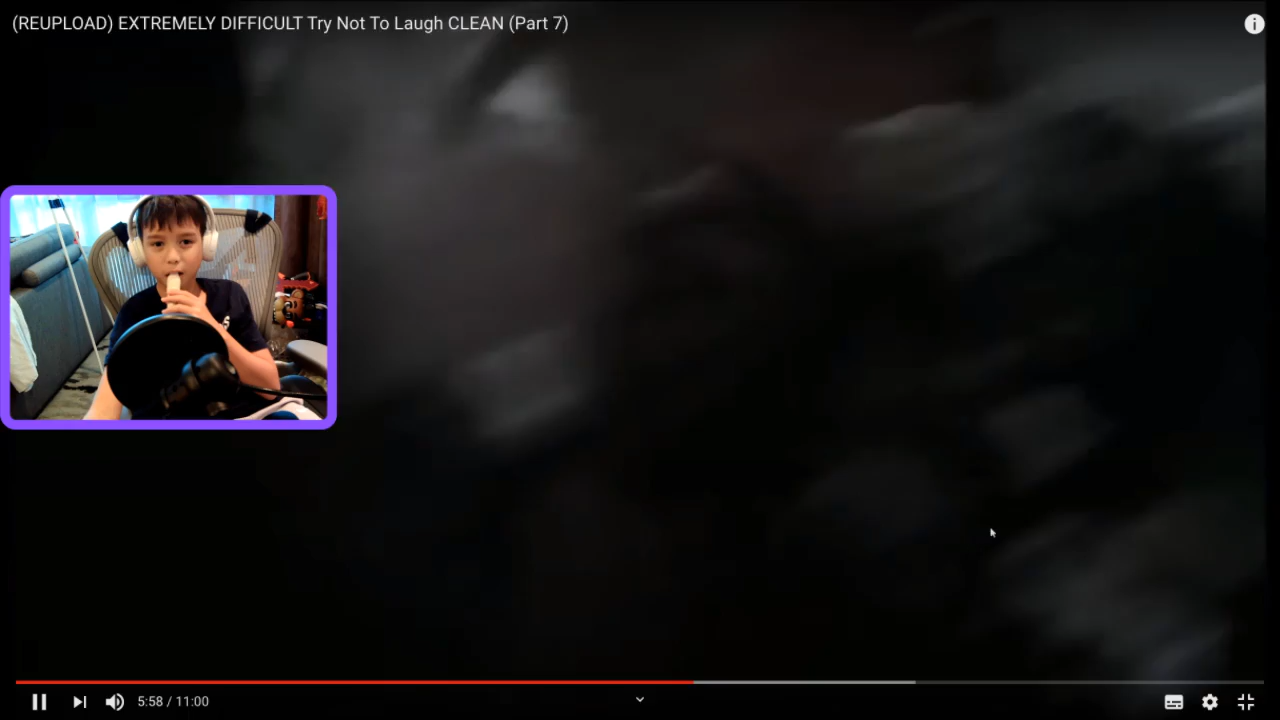 (REUPLOAD) EXTREMELY DIFFICULT Try Not To Laugh CLEAN (Part 7)
5:58 / 11:00